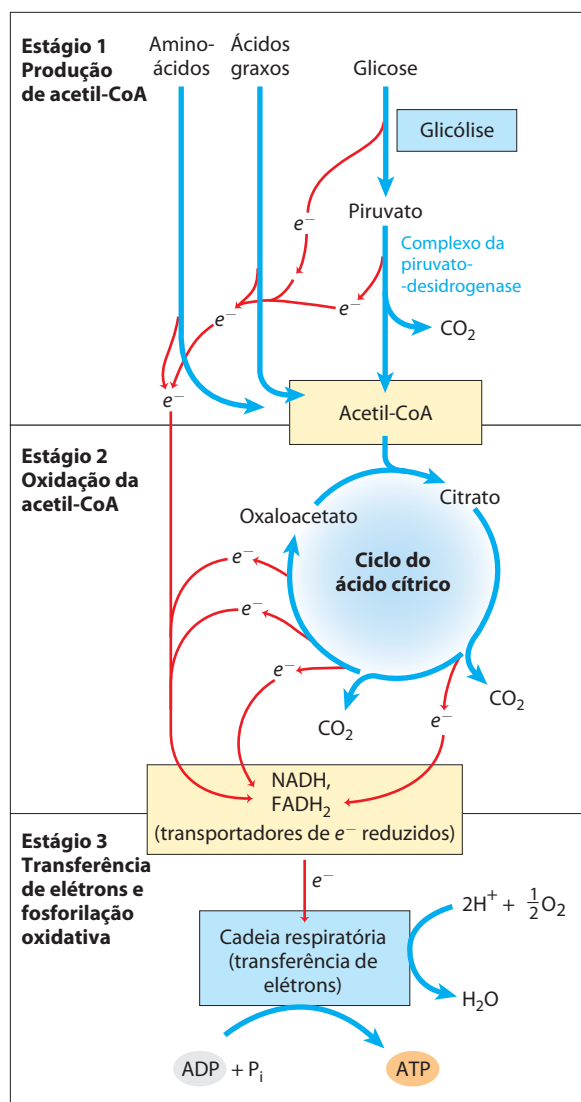 Estágio 1
Produção
de acetil-CoA
Amino-
ácidos
Ácidos
graxos
Glicose
Glicólise
Piruvato
e⁻
Complexo da
piruvato-
-desidrogenase
e⁻
e⁻
CO₂
e⁻
Acetil-CoA
Estágio 2
Oxidação da
acetil-CoA
Oxaloacetato
Citrato
Ciclo do
ácido cítrico
e⁻
e⁻
e⁻
CO₂
CO₂
e⁻
NADH,
FADH₂
(transportadores de e⁻ reduzidos)
Estágio 3
Transferência
de elétrons e
fosforilação
oxidativa
e⁻
2H⁺ + ½O₂
Cadeia respiratória
(transferência de
elétrons)
H₂O
ADP + Pᵢ
ATP